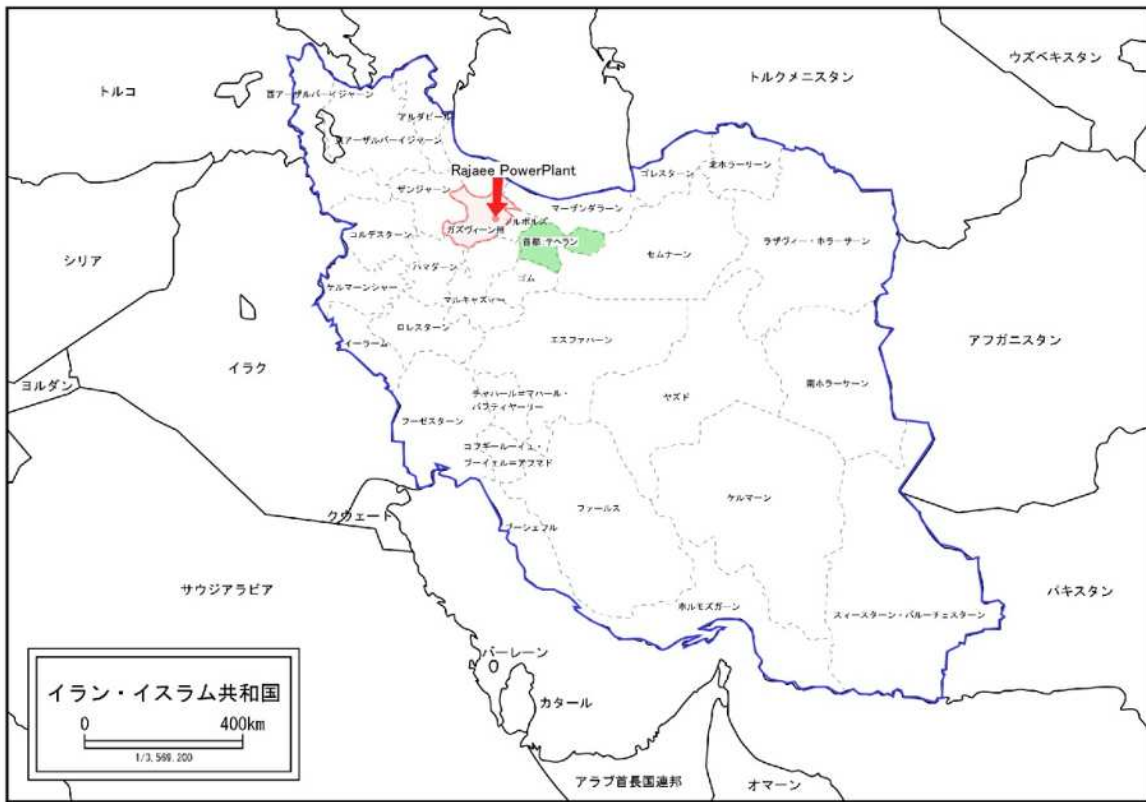 ウズベキスタン
トルクメニスタン
トルコ
西アーザルバーイジャーン
アルダビール
東アーザルバーイジャーン
Rajaee PowerPlant
ゴレスターン
北ホラーサーン
ザンジャーン
マーザンダラーン
アルボルズ
ガズヴィーン州
コルデスターン
首都 テヘラン
セムナーン
ラザヴィー・ホラーサーン
シリア
ハマダーン
ゴム
ケルマーンシャー
マルキャズィー
ロレスターン
イーラーム
エスファハーン
アフガニスタン
イラク
ヨルダン
チャハール=マハール・
バフティヤーリー
ヤズド
南ホラーサーン
フーゼスターン
コフギールーイェ・
ブーイェル=アフマド
ケルマーン
ファールス
クウェート
ブーシェフル
サウジアラビア
ホルモズガーン
スィースターン・バルーチェスターン
パキスタン
バーレーン
カタール
イラン・イスラム共和国
0 400km
1/3,569,200
アラブ首長国連邦
オマーン